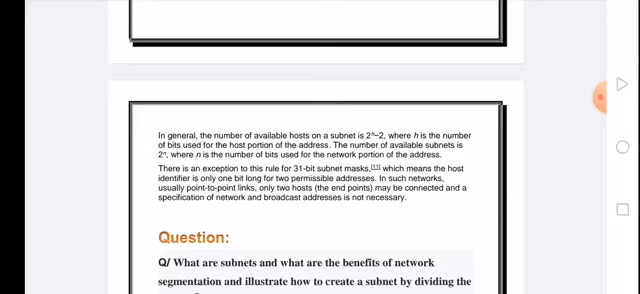 In general, the number of available hosts on a subnet is 2ʰ−2, where h is the number
of bits used for the host portion of the address. The number of available subnets is
2ⁿ, where n is the number of bits used for the network portion of the address.
There is an exception to this rule for 31-bit subnet masks,[11] which means the host
identifier is only one bit long for two permissible addresses. In such networks,
usually point-to-point links, only two hosts (the end points) may be connected and a
specification of network and broadcast addresses is not necessary.
Question:
Q/ What are subnets and what are the benefits of network
segmentation and illustrate how to create a subnet by dividing the